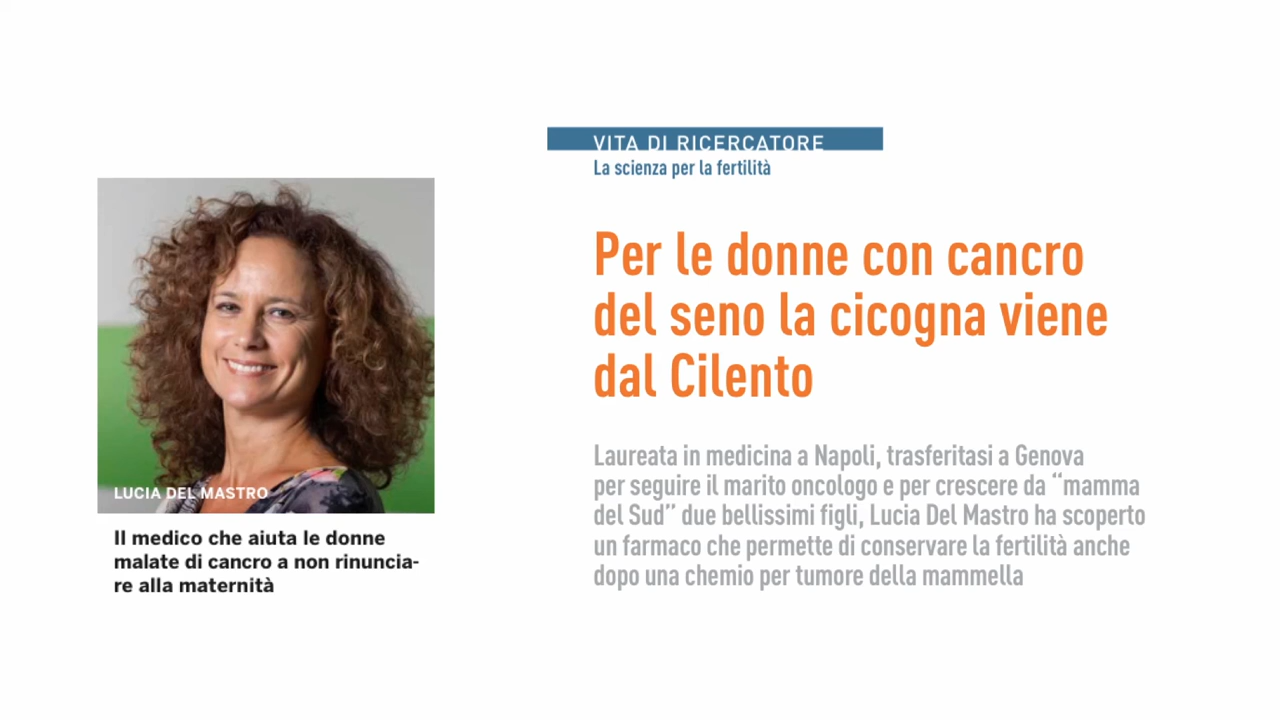 LUCIA DEL MASTRO
Il medico che aiuta le donne
malate di cancro a non rinuncia-
re alla maternità
VITA DI RICERCATORE
La scienza per la fertilità
Per le donne con cancro
del seno la cicogna viene
dal Cilento
Laureata in medicina a Napoli, trasferitasi a Genova
per seguire il marito oncologo e per crescere da “mamma
del Sud” due bellissimi figli, Lucia Del Mastro ha scoperto
un farmaco che permette di conservare la fertilità anche
dopo una chemio per tumore della mammella